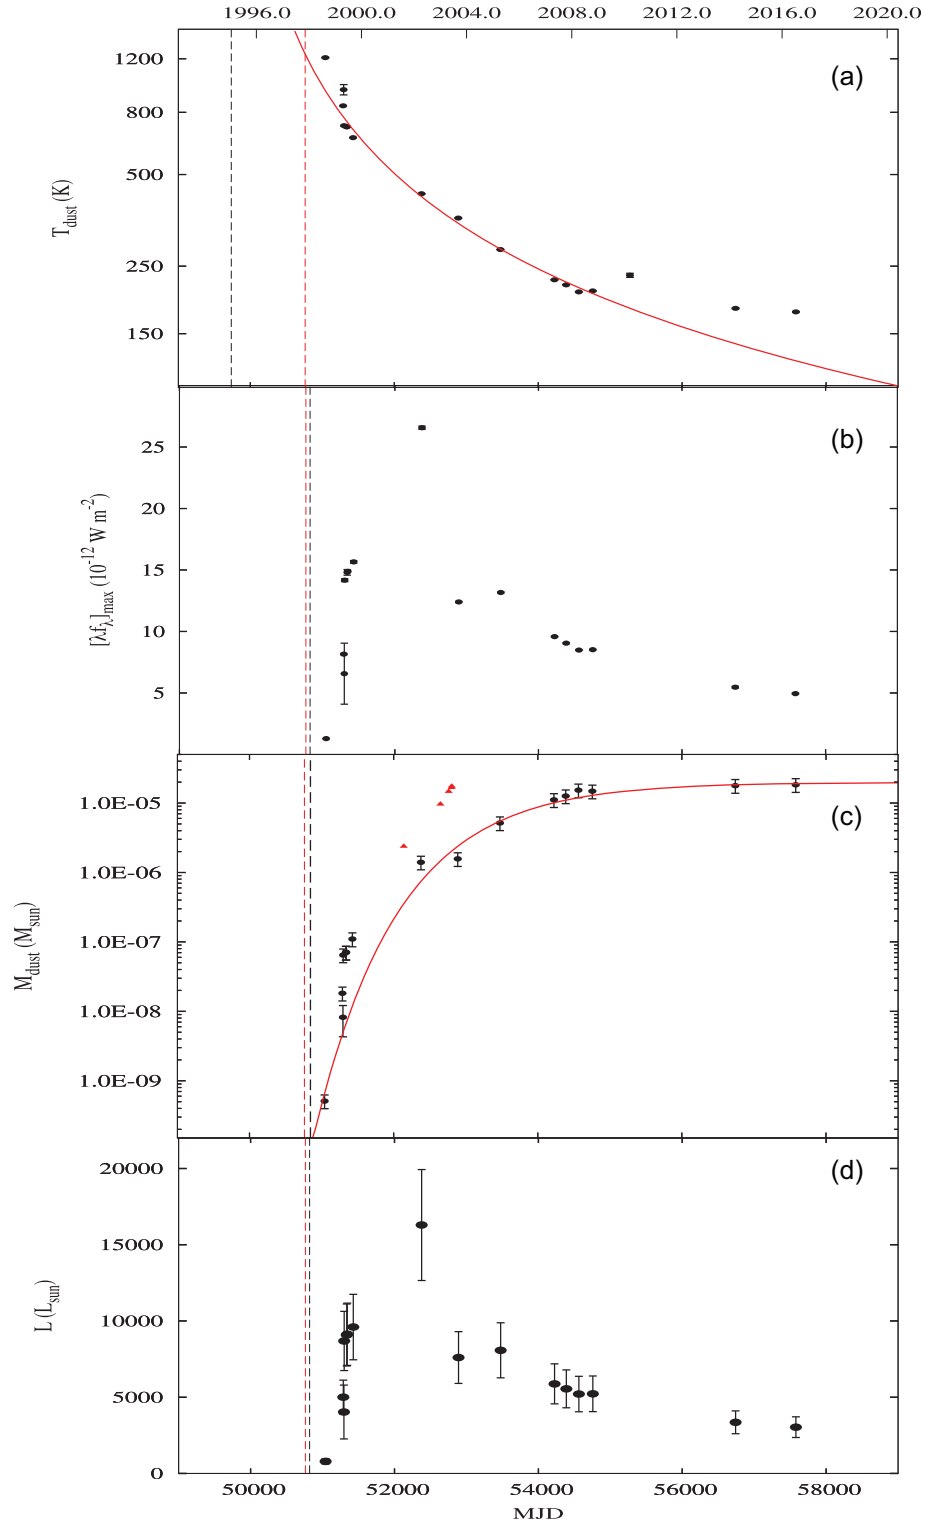 1996.0 2000.0 2004.0 2008.0 2012.0 2016.0 2020.0
(a)
1200
800
500
250
150
T_dust (K)
(b)
25
20
15
10
5
[λf_λ]_max (10^-12 W m^-2)
(c)
1.0E-05
1.0E-06
1.0E-07
1.0E-08
1.0E-09
M_dust (M_sun)
(d)
20000
15000
10000
5000
0
L (L_sun)
50000 52000 54000 56000 58000
MJD